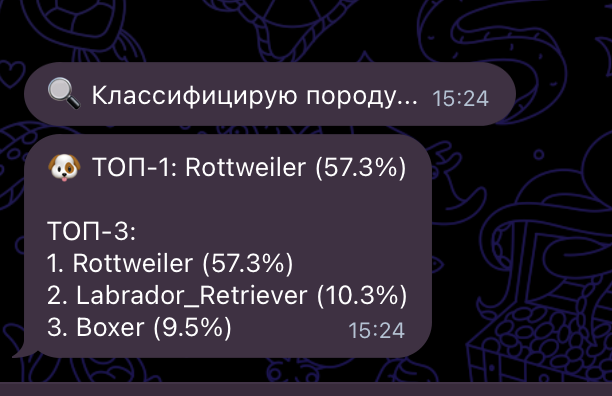 🔍 Классифицирую породу... 15:24
🐶 ТОП-1: Rottweiler (57.3%)
ТОП-3:
1. Rottweiler (57.3%)
2. Labrador_Retriever (10.3%)
3. Boxer (9.5%) 15:24